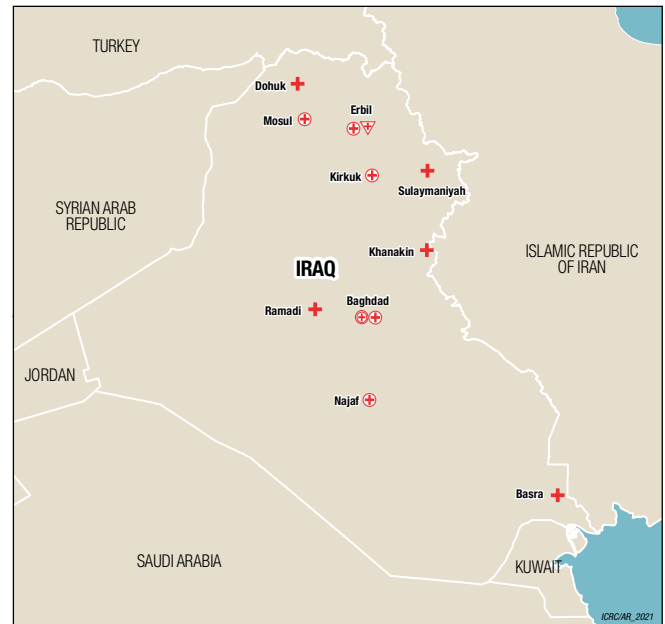 TURKEY
Dohuk
Erbil
Mosul
Kirkuk
Sulaymaniyah
SYRIAN ARAB
REPUBLIC
Khanakin
ISLAMIC REPUBLIC
OF IRAN
IRAQ
Ramadi
Baghdad
JORDAN
Najaf
Basra
SAUDI ARABIA
KUWAIT
ICRC/AR_2021